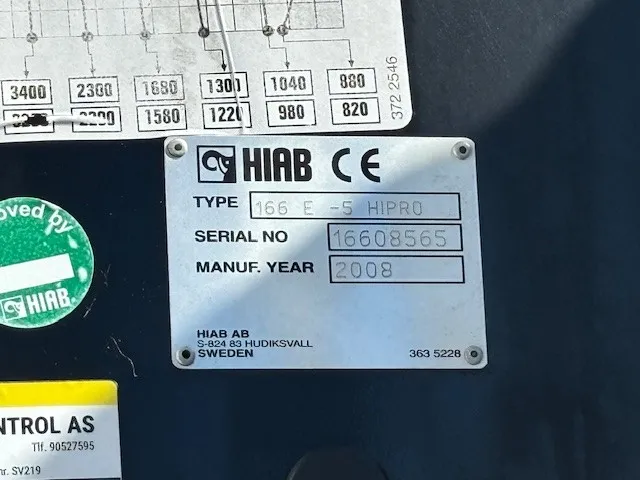 3400 2300 1680 1300 1040 880
2200 1580 1220 980 820
372 2546
HIAB CE
TYPE 166 E -5 HIPRO
SERIAL NO 16608565
MANUF. YEAR 2008
HIAB AB
S-824 83 HUDIKSVALL
SWEDEN 363 5228
oved by
HIAB
NTROL AS
Tlf. 90527595
nr. SV219